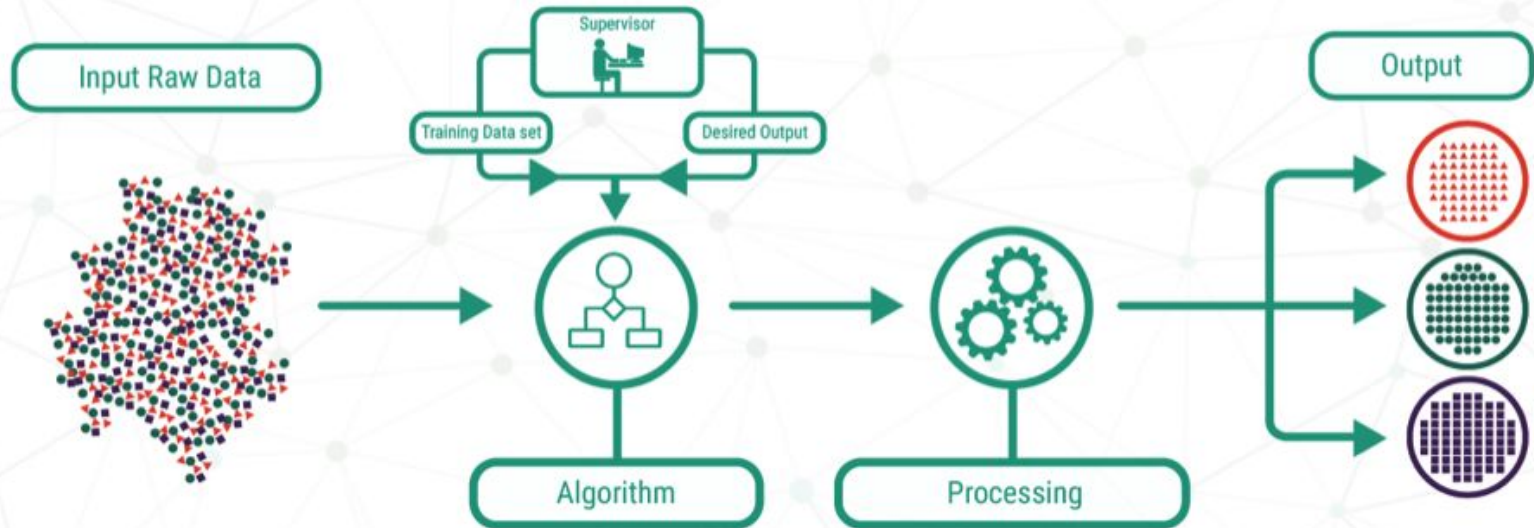 Supervisor
Input Raw Data
Output
Training Data set
Desired Output
Algorithm
Processing